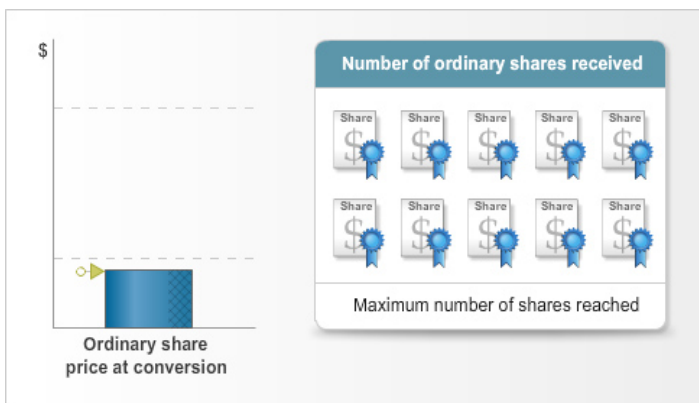 $
Number of ordinary shares received
Share Share Share Share Share
$ $ $ $ $
Share Share Share Share Share
$ $ $ $ $
Maximum number of shares reached
Ordinary share
price at conversion